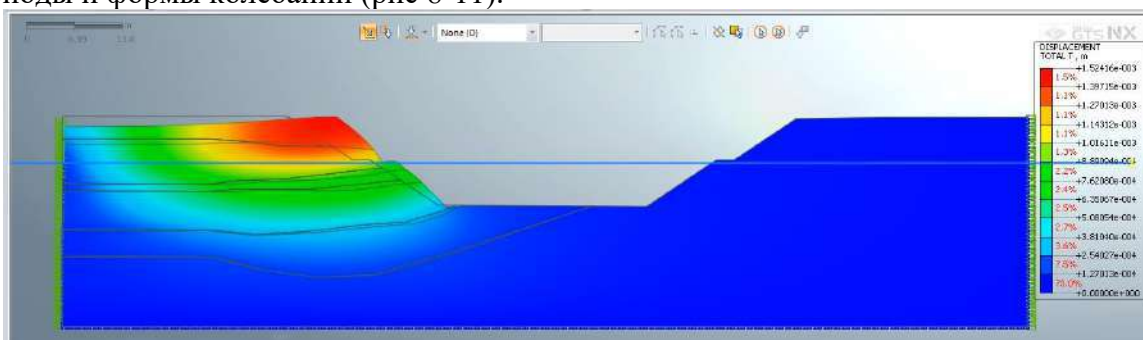 поды и формы колебаний (рис 8-11).
None (0)
GTS NX
DISPLACEMENT
TOTAL T , m
+1.52416e-003
1.5%
+1.39715e-003
1.1%
+1.27013e-003
1.1%
+1.14312e-003
1.1%
+1.01611e-003
1.3%
+8.89094e-004
2.2%
+7.62080e-004
2.4%
+6.35067e-004
2.5%
+5.08054e-004
2.7%
+3.81040e-004
3.6%
+2.54027e-004
7.5%
+1.27013e-004
+0.00000e+000